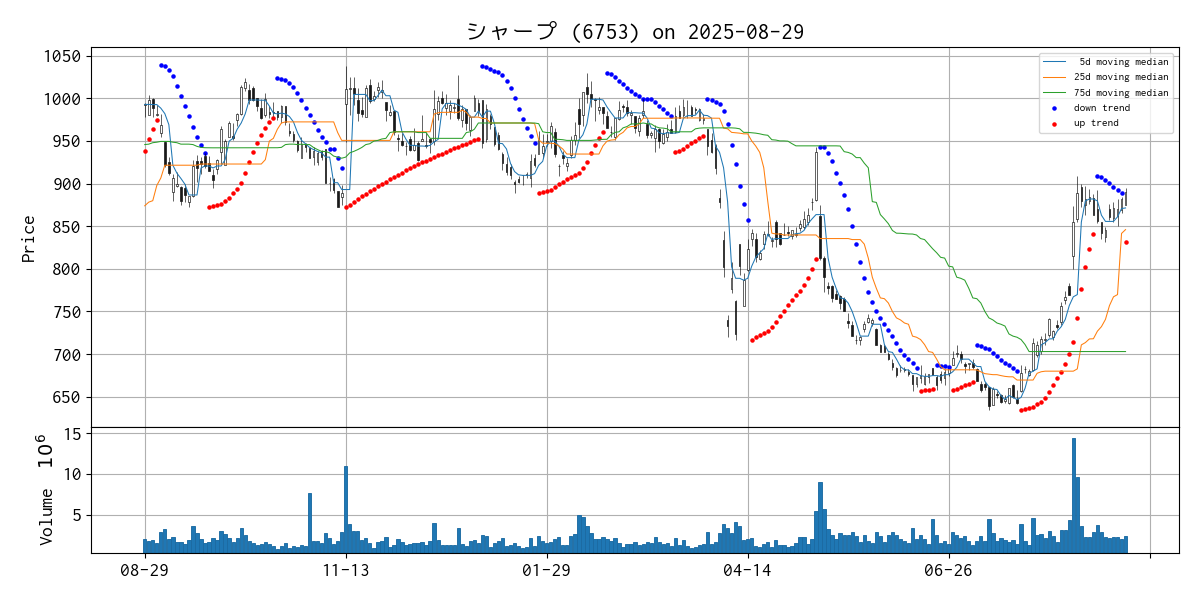 シャープ (6753) on 2025-08-29
5d moving median
25d moving median
75d moving median
down trend
up trend
Price
1050
1000
950
900
850
800
750
700
650
Volume 10^6
15
10
5
08-29 11-13 01-29 04-14 06-26